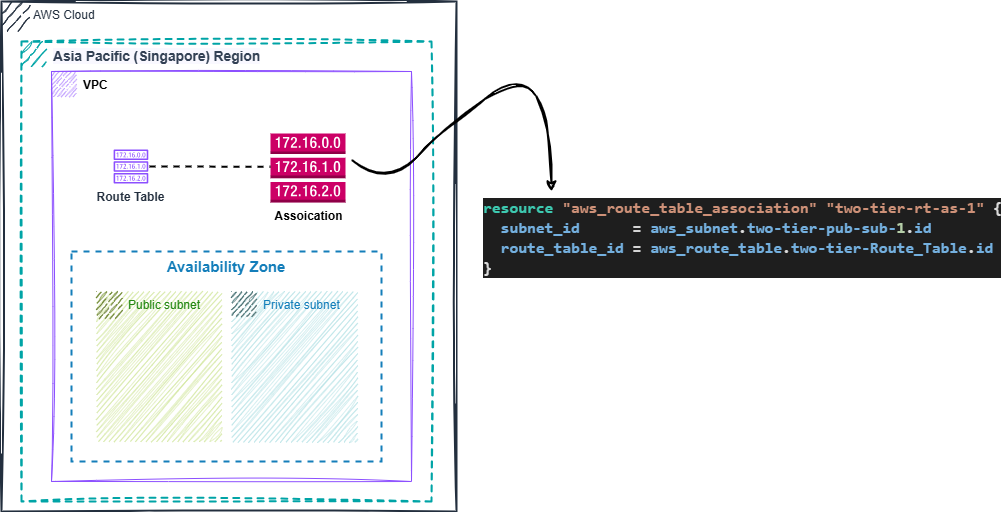 AWS Cloud
Asia Pacific (Singapore) Region
VPC
172.16.0.0
172.16.1.0
172.16.2.0
Route Table
172.16.0.0
172.16.1.0
172.16.2.0
Assoication
Availability Zone
Public subnet
Private subnet
resource "aws_route_table_association" "two-tier-rt-as-1" {
  subnet_id      = aws_subnet.two-tier-pub-sub-1.id
  route_table_id = aws_route_table.two-tier-Route_Table.id
}